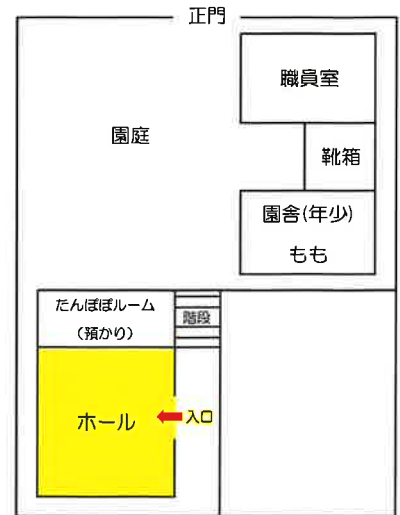 正門
職員室
園庭
靴箱
園舎(年少)
もも
たんぽぽルーム
(預かり)
階段
ホール
入口